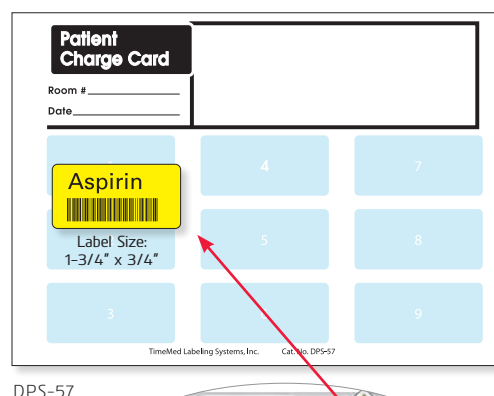 Patient
Charge Card
Room #
Date
4
7
Aspirin
Label Size:
1-3/4" x 3/4"
5
8
3
9
TimeMed Labeling Systems, Inc. Cat. No. DPS-57
DPS-57